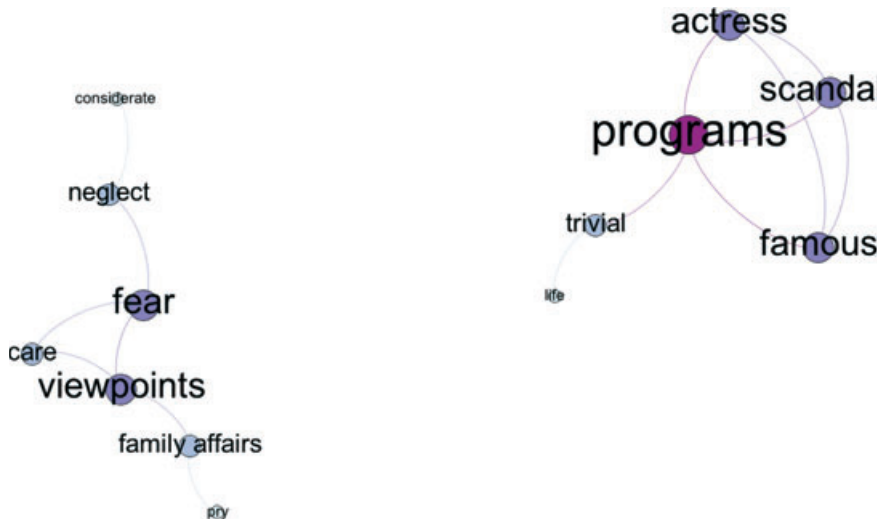 actress
scandal
programs
trivial
famous
life
considerate
neglect
fear
care
viewpoints
family affairs
pry